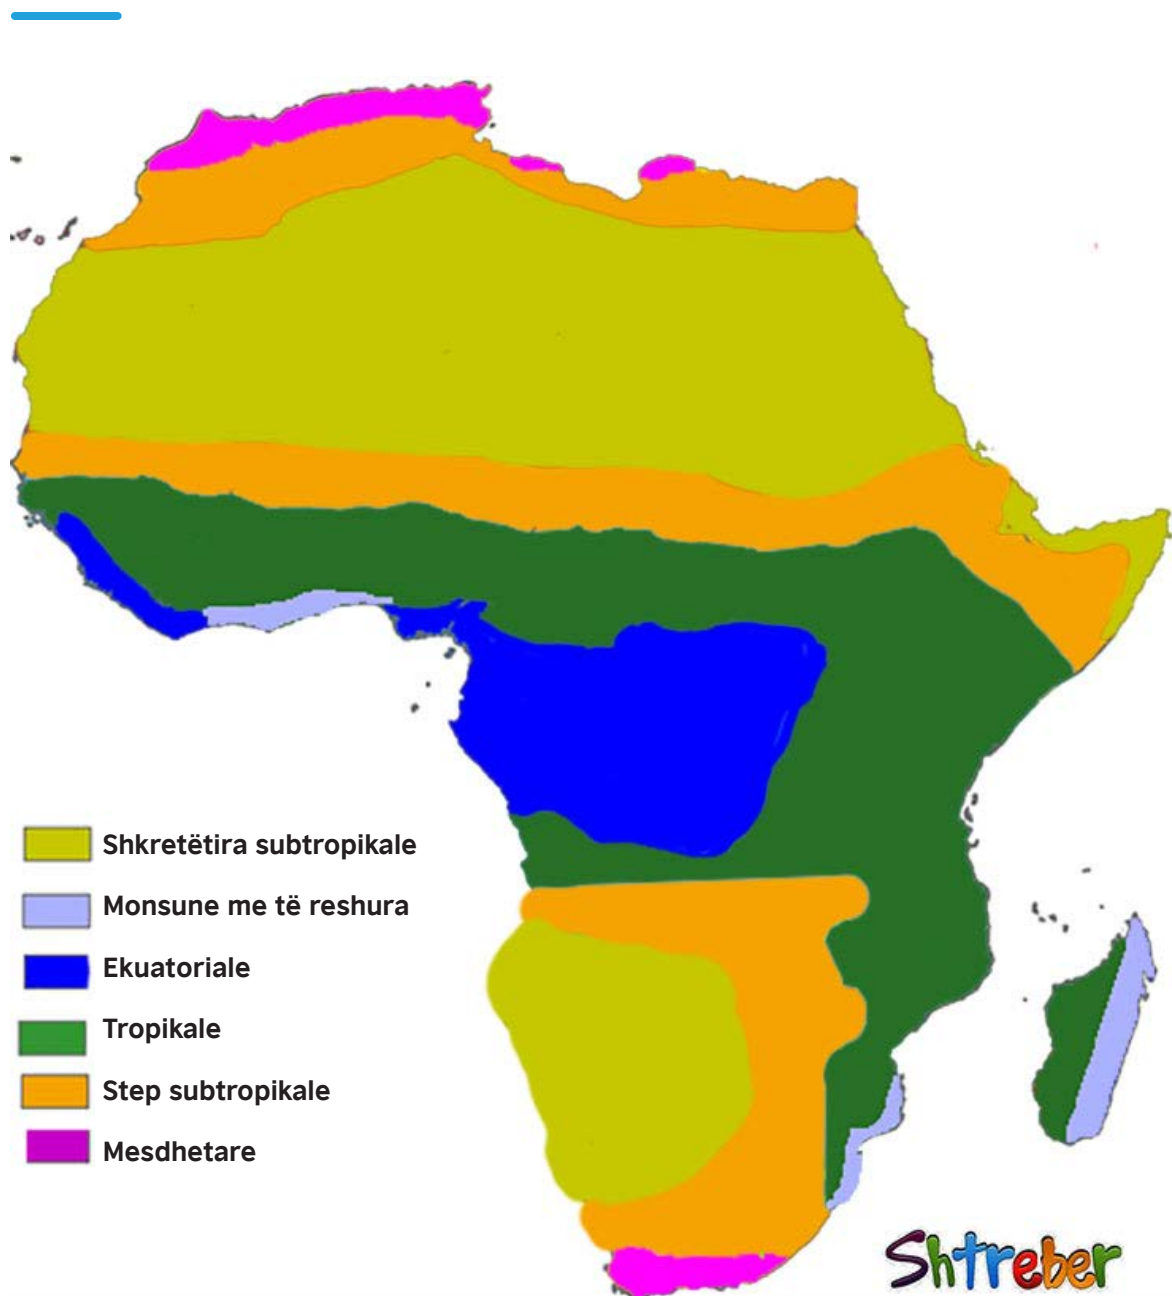 Shkretëtira subtropikale
Monsune me të reshura
Ekuatoriale
Tropikale
Step subtropikale
Mesdhetare
Shtreber